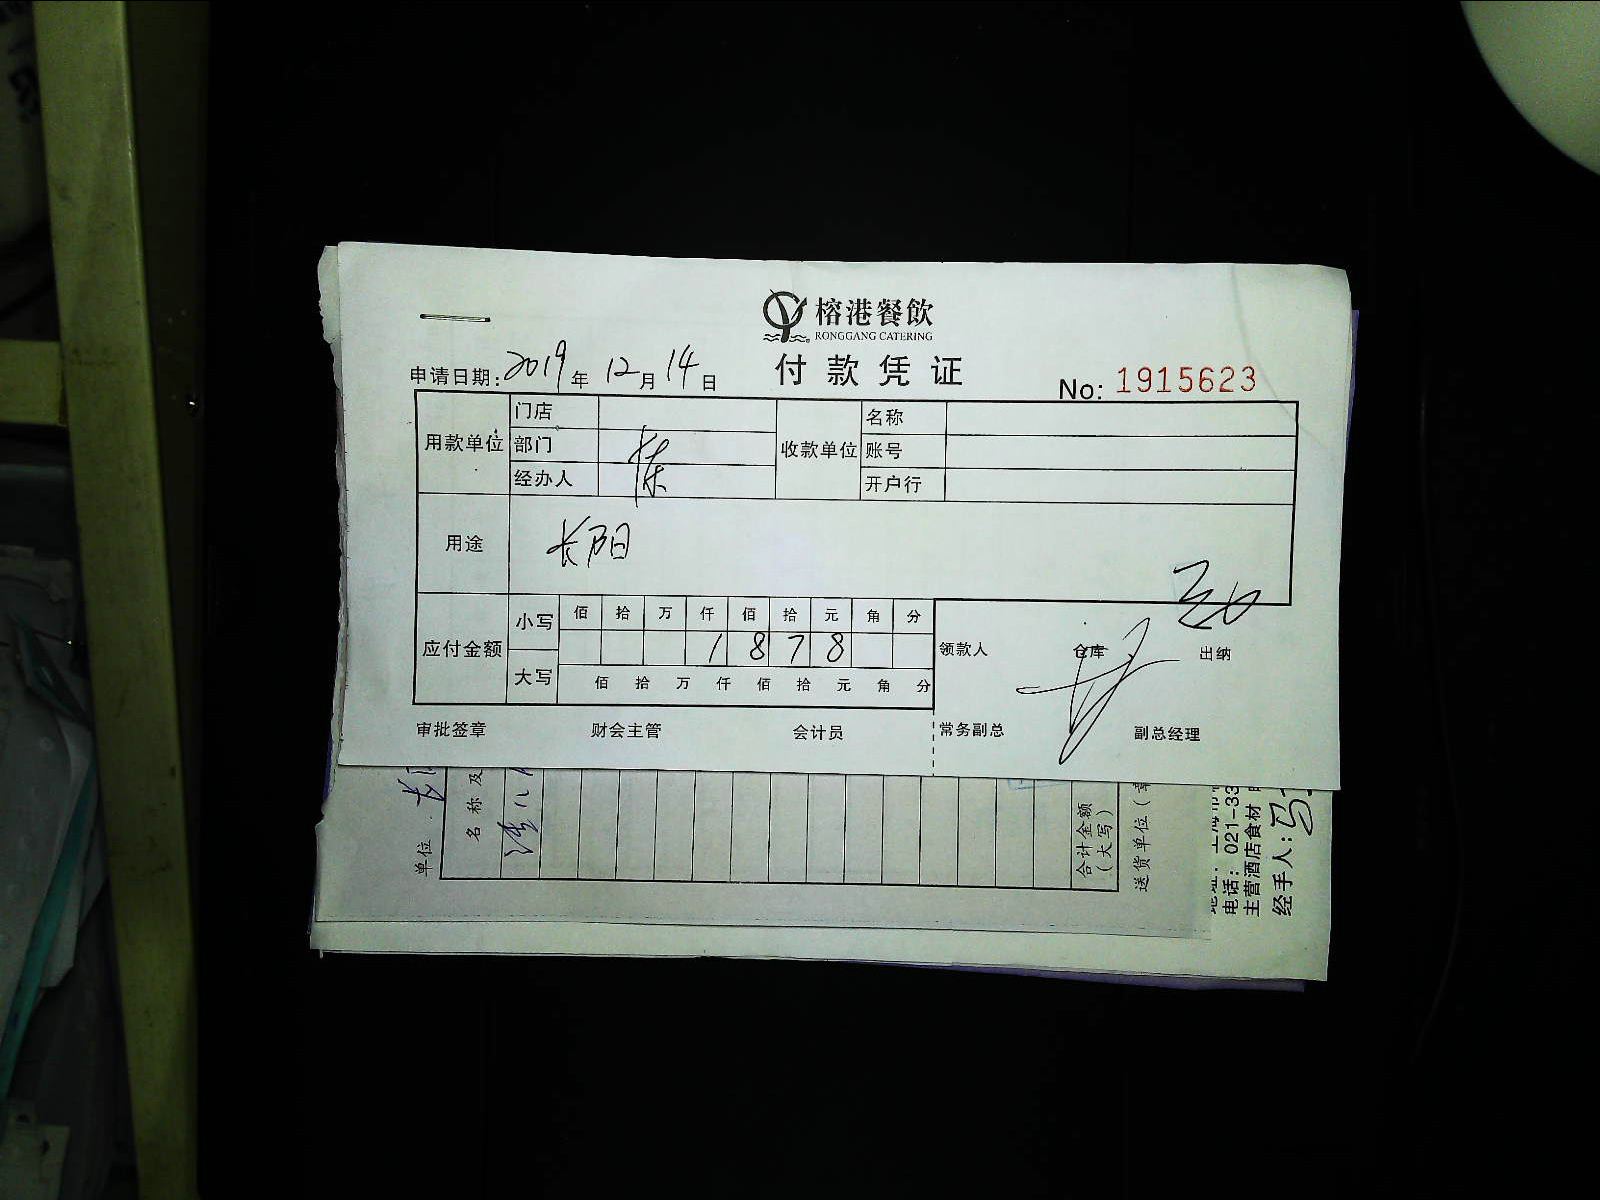 榕港餐飲
RONGGANG CATERING
付款凭证
申请日期: 2019年 12月 14日
No: 1915623
用款单位 门店 收款单位 名称
部门 账号
经办人 陈 开户行
用途 长阳
应付金额 小写 佰 拾 万 仟 佰 拾 元 角 分
1 8 7 8
大写 佰 拾 万 仟 佰 拾 元 角 分
领款人 仓库 出纳
审批签章 财会主管 会计员 常务副总 副总经理
单位
名称及
合计金额
(大写)
送货单位(章
电话: 021-33
主营酒店食材
经手人: